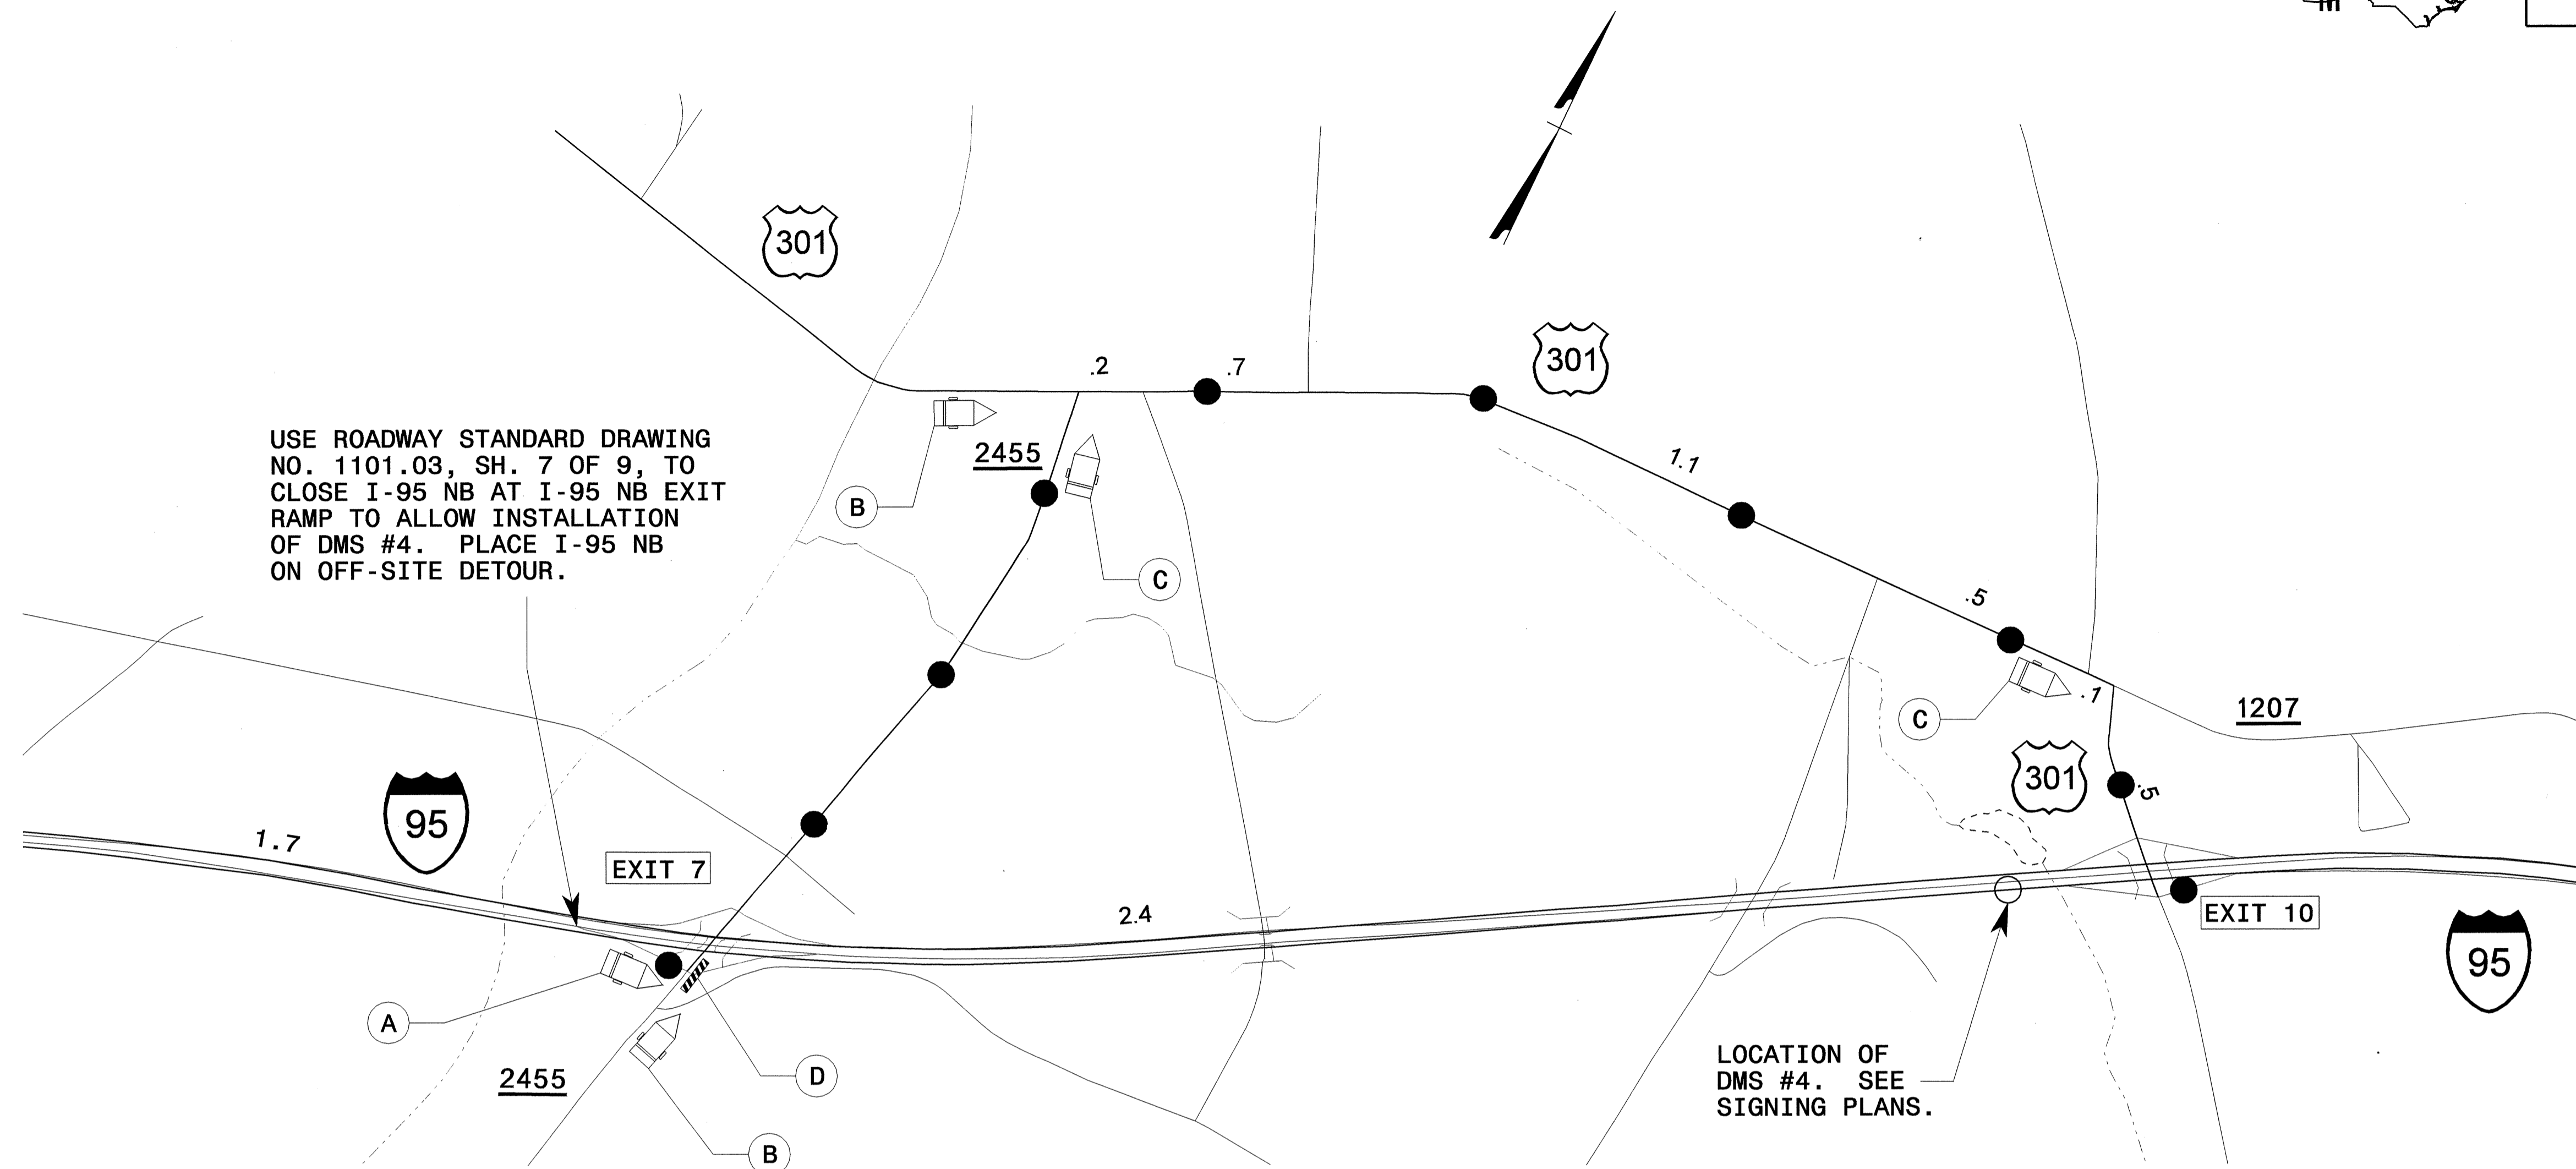 M
301
.2
.7
301
USE ROADWAY STANDARD DRAWING
NO. 1101.03, SH. 7 OF 9, TO
CLOSE I-95 NB AT I-95 NB EXIT
RAMP TO ALLOW INSTALLATION
OF DMS #4. PLACE I-95 NB
ON OFF-SITE DETOUR.
2455
B
C
1.1
.5
.1
C
1207
301
.5
1.7
95
EXIT 7
2.4
EXIT 10
95
A
D
2455
B
LOCATION OF
DMS #4. SEE
SIGNING PLANS.